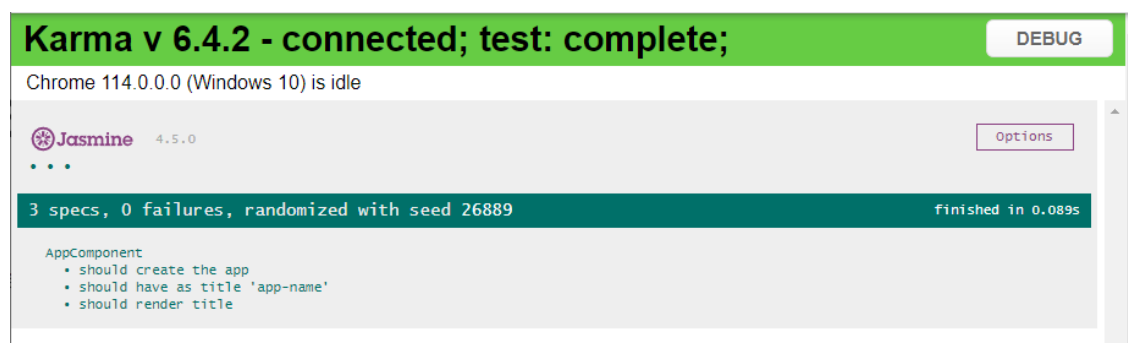 Karma v 6.4.2 - connected; test: complete;
DEBUG
Chrome 114.0.0.0 (Windows 10) is idle
Jasmine 4.5.0
Options
3 specs, 0 failures, randomized with seed 26889
finished in 0.089s
AppComponent
• should create the app
• should have as title 'app-name'
• should render title